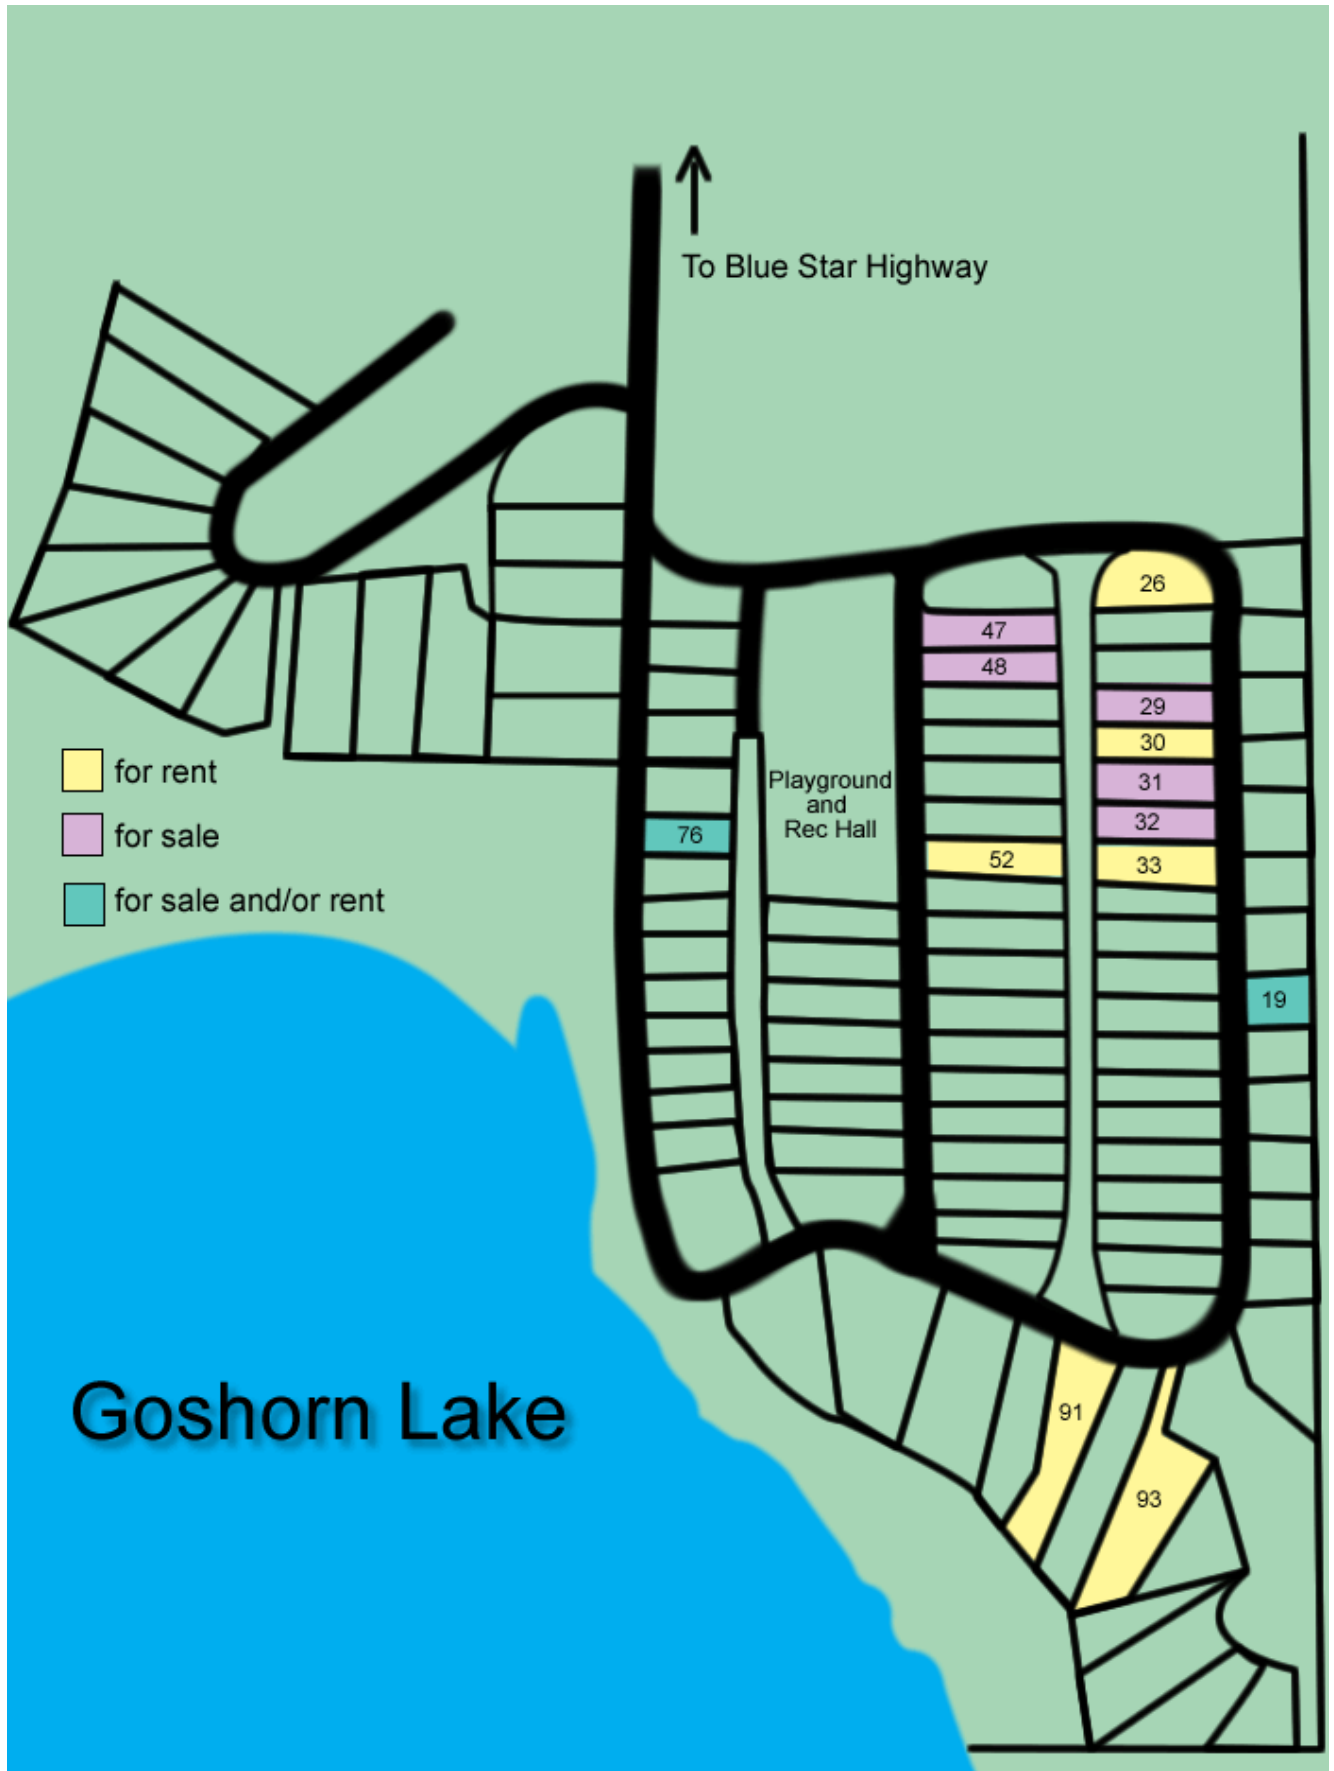 To Blue Star Highway
26
47
48
29
30
31
32
33
52
for rent
for sale
for sale and/or rent
Playground
and
Rec Hall
76
19
Goshorn Lake
91
93